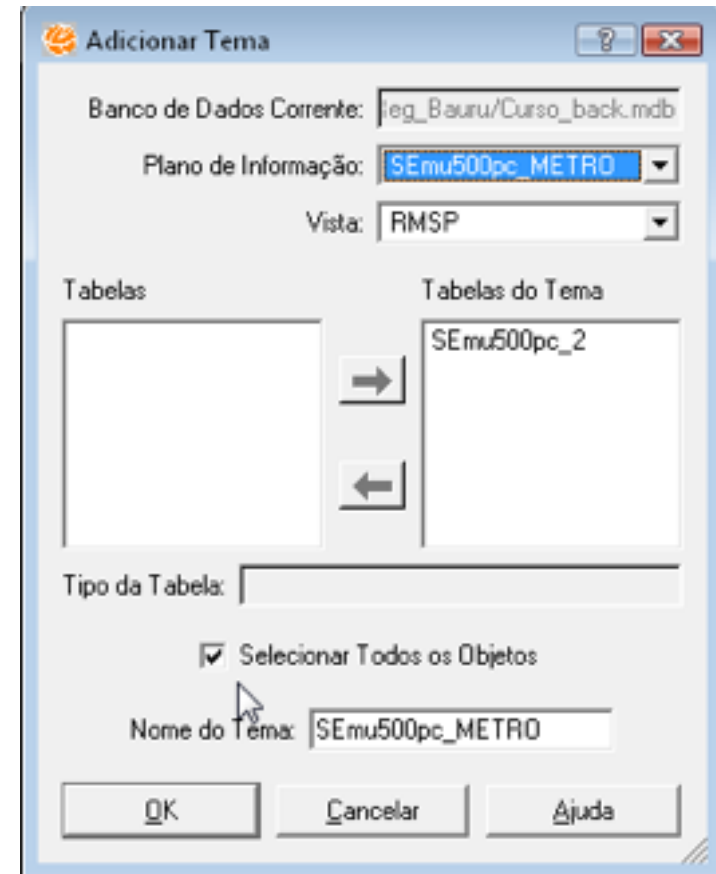 Adicionar Tema
Banco de Dados Corrente: leg_Bauru/Curso_back.mdb
Plano de Informação: SEmu500pc_METRO
Vista: RMSP
Tabelas Tabelas do Tema
SEmu500pc_2
Tipo da Tabela:
Selecionar Todos os Objetos
Nome do Tema: SEmu500pc_METRO
OK Cancelar Ajuda